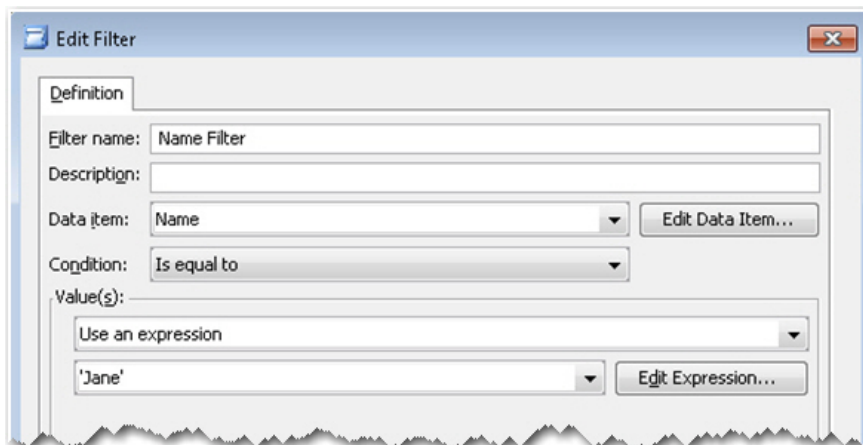 Edit Filter
Definition
Filter name: Name Filter
Description:
Data item: Name Edit Data Item...
Condition: Is equal to
Value(s):
Use an expression
'Jane' Edit Expression...